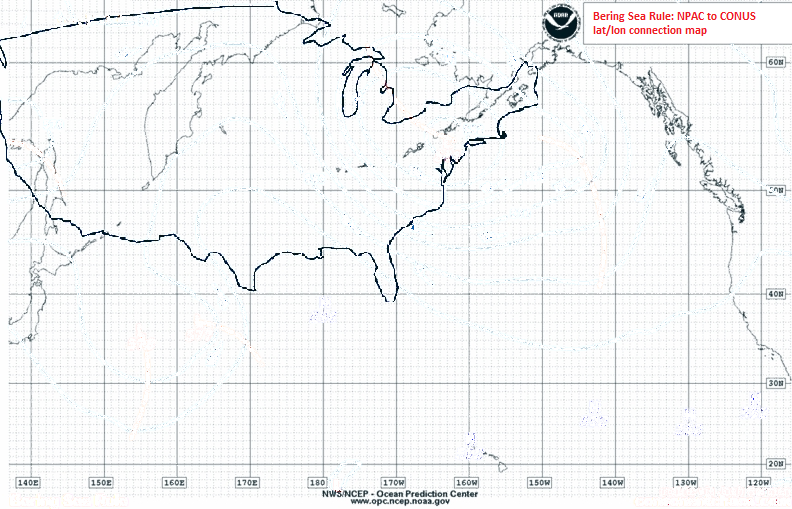 NOAA
Bering Sea Rule: NPAC to CONUS
lat/lon connection map
60N
50N
40N
30N
20N
140E
150E
160E
170E
180
170W
160W
150W
140W
130W
120W
NWS/NCEP - Ocean Prediction Center
www.opc.ncep.noaa.gov